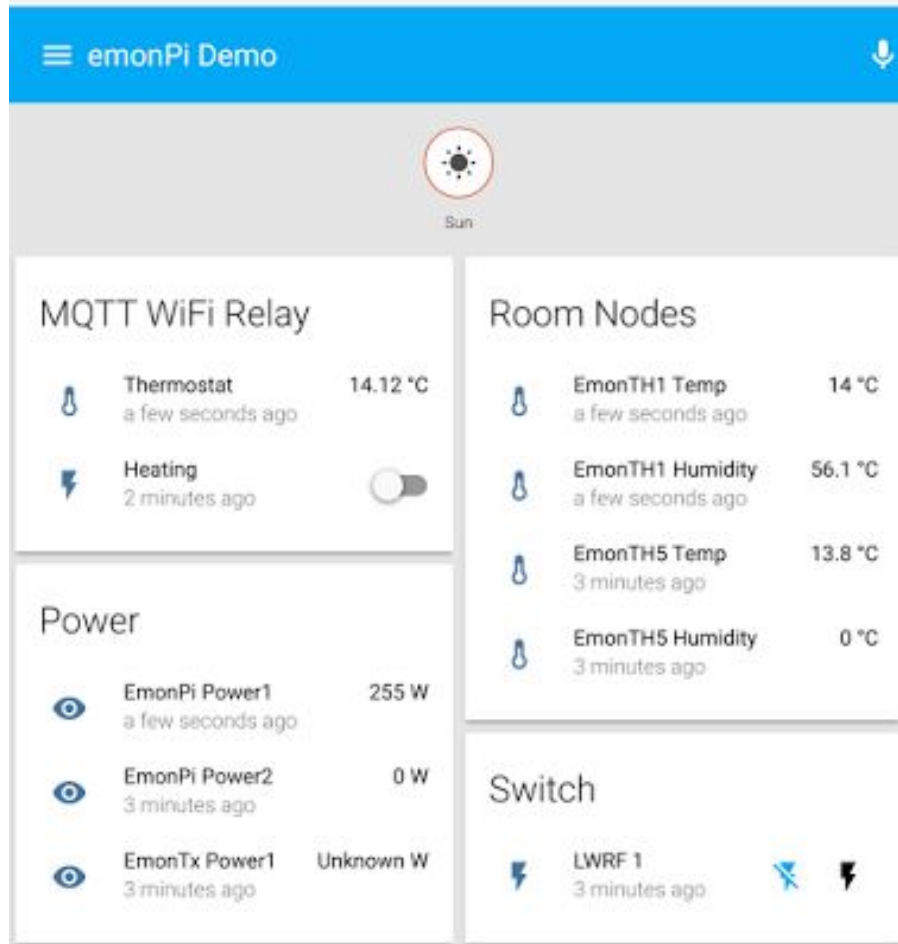 emonPi Demo
Sun
MQTT WiFi Relay
Thermostat 14.12 °C
a few seconds ago
Heating
2 minutes ago
Power
EmonPi Power1 255 W
a few seconds ago
EmonPi Power2 0 W
3 minutes ago
EmonTx Power1 Unknown W
3 minutes ago
Room Nodes
EmonTH1 Temp 14 °C
a few seconds ago
EmonTH1 Humidity 56.1 °C
a few seconds ago
EmonTH5 Temp 13.8 °C
3 minutes ago
EmonTH5 Humidity 0 °C
3 minutes ago
Switch
LWRF 1
3 minutes ago